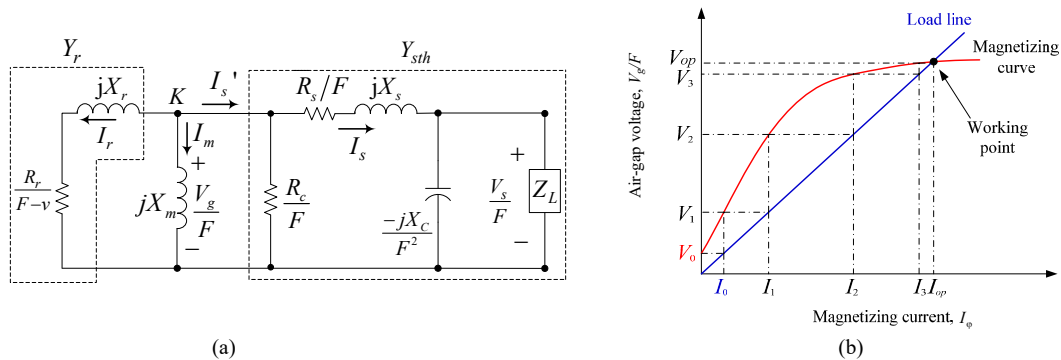 Y_r
Y_sth
jX_r
K
I_s'
R_s/F
jX_s
I_r
I_m
I_s
R_r/(F−v)
jX_m
+
V_g/F
−
R_c/F
−jX_C/F²
+
V_s/F
−
Z_L
(a)
Air-gap voltage, V_g/F
Load line
Magnetizing
curve
V_op
V_3
Working
point
V_2
V_1
V_0
I_0
I_1
I_2
I_3
I_op
Magnetizing current, I_φ
(b)